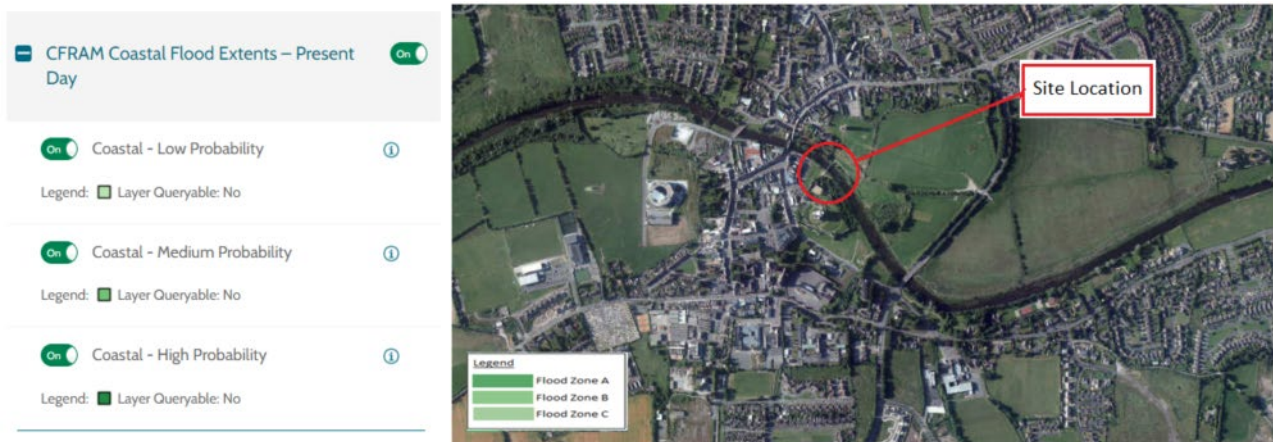 CFRAM Coastal Flood Extents – Present
Day
On
On
Coastal - Low Probability
Legend:
Layer Queryable: No
On
Coastal - Medium Probability
Legend:
Layer Queryable: No
On
Coastal - High Probability
Legend:
Layer Queryable: No
Site Location
Legend
Flood Zone A
Flood Zone B
Flood Zone C